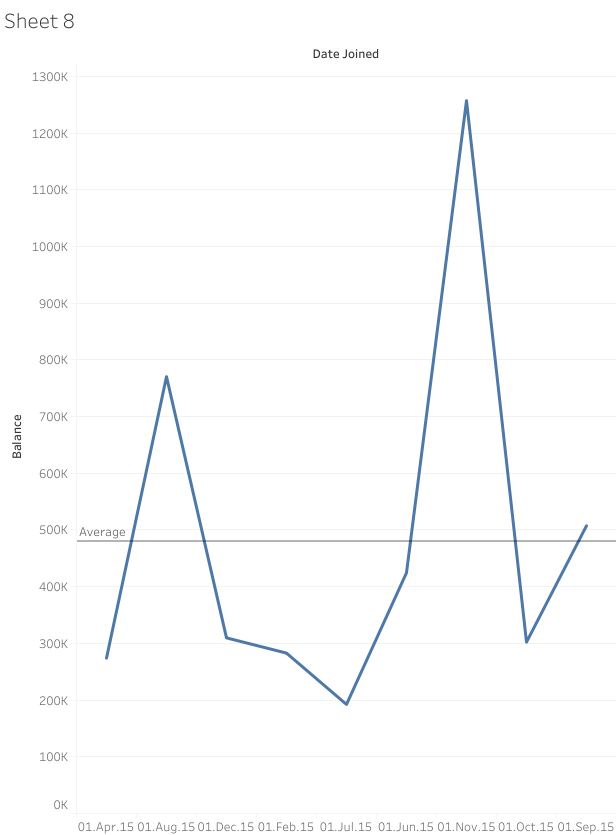 Sheet 8
Date Joined
1300K
1200K
1100K
1000K
900K
800K
700K
600K
500K
400K
300K
200K
100K
0K
Balance
Average
01.Apr.15 01.Aug.15 01.Dec.15 01.Feb.15 01.Jul.15 01.Jun.15 01.Nov.15 01.Oct.15 01.Sep.15